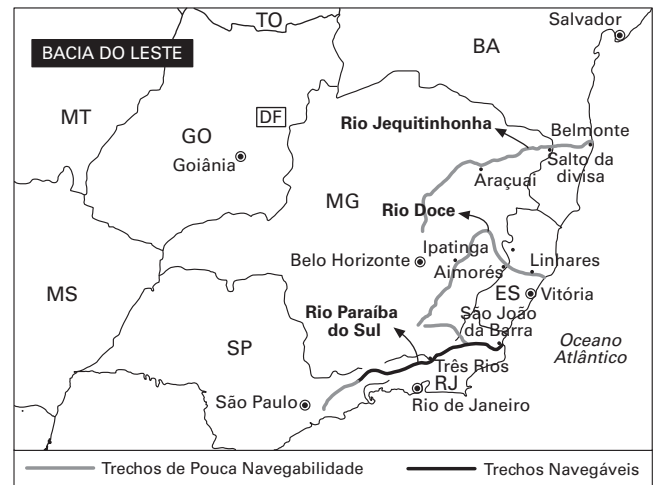 BACIA DO LESTE
TO
Salvador
BA
MT
DF
GO
Goiânia
Rio Jequitinhonha
Belmonte
Salto da
divisa
Araçuaí
MG
Rio Doce
Belo Horizonte
Ipatinga
Aimorés
Linhares
MS
ES
Vitória
Rio Paraíba
do Sul
São João
da Barra
SP
Oceano
Atlântico
Três Rios
RJ
São Paulo
Rio de Janeiro
Trechos de Pouca Navegabilidade
Trechos Navegáveis